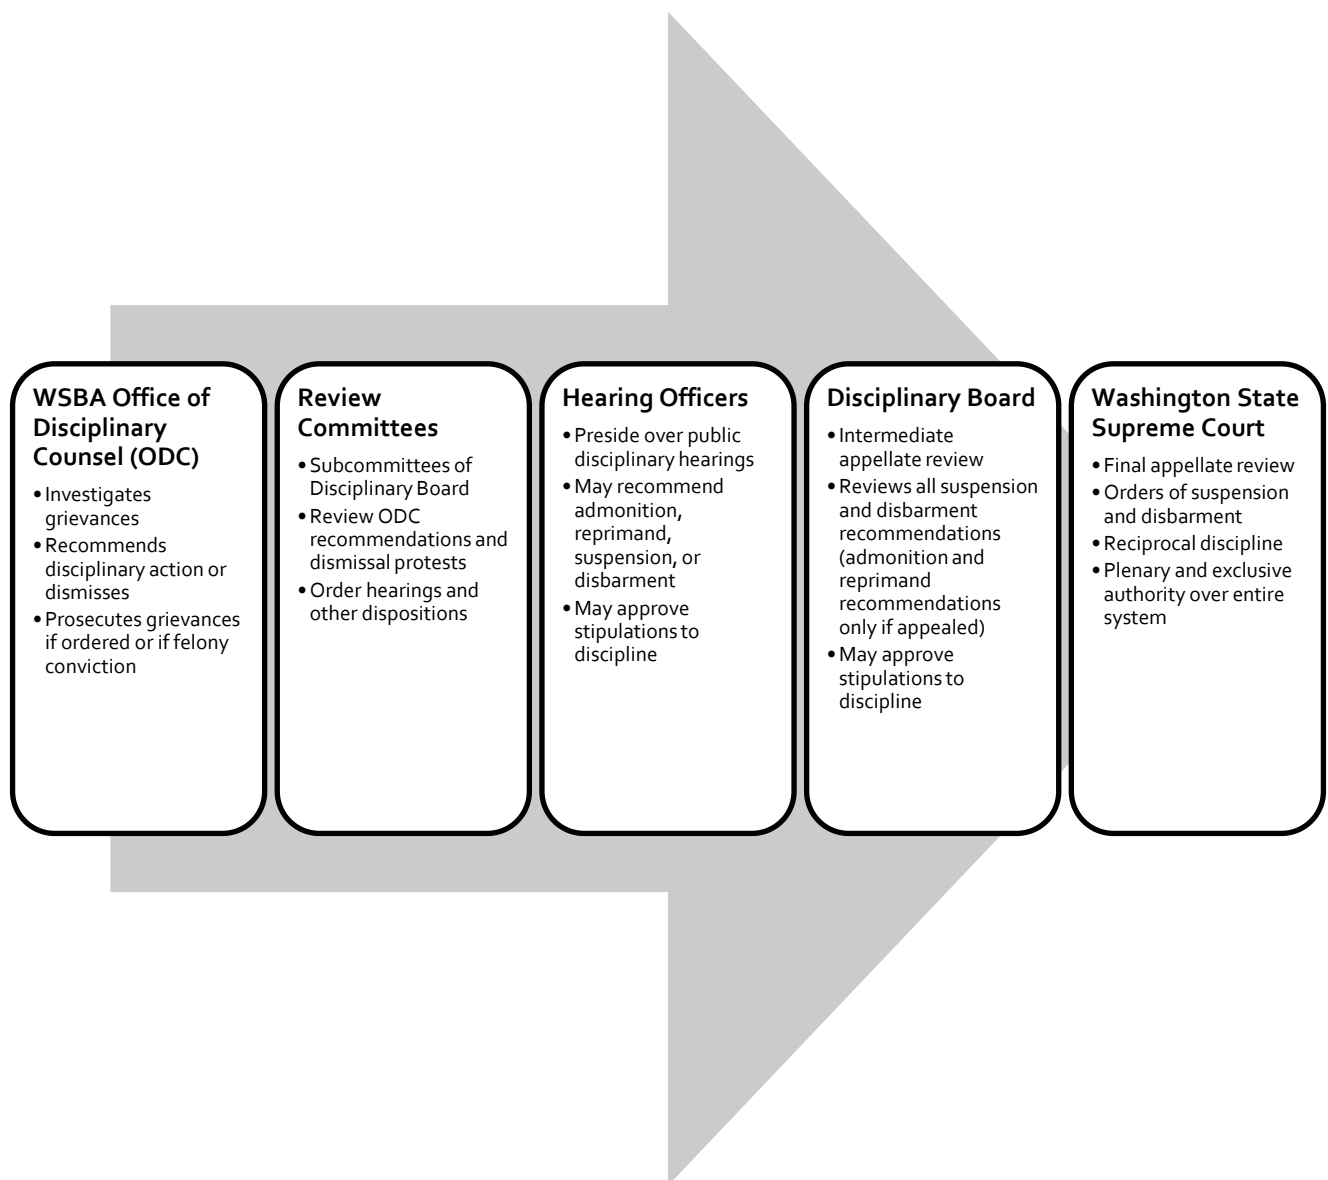 WSBA Office of
Disciplinary
Counsel (ODC)
•Investigates
grievances
•Recommends
disciplinary action or
dismisses
•Prosecutes grievances
if ordered or if felony
conviction
Review
Committees
•Subcommittees of
Disciplinary Board
•Review ODC
recommendations and
dismissal protests
•Order hearings and
other dispositions
Hearing Officers
•Preside over public
disciplinary hearings
•May recommend
admonition,
reprimand,
suspension, or
disbarment
•May approve
stipulations to
discipline
Disciplinary Board
•Intermediate
appellate review
•Reviews all suspension
and disbarment
recommendations
(admonition and
reprimand
recommendations
only if appealed)
•May approve
stipulations to
discipline
Washington State
Supreme Court
•Final appellate review
•Orders of suspension
and disbarment
•Reciprocal discipline
•Plenary and exclusive
authority over entire
system